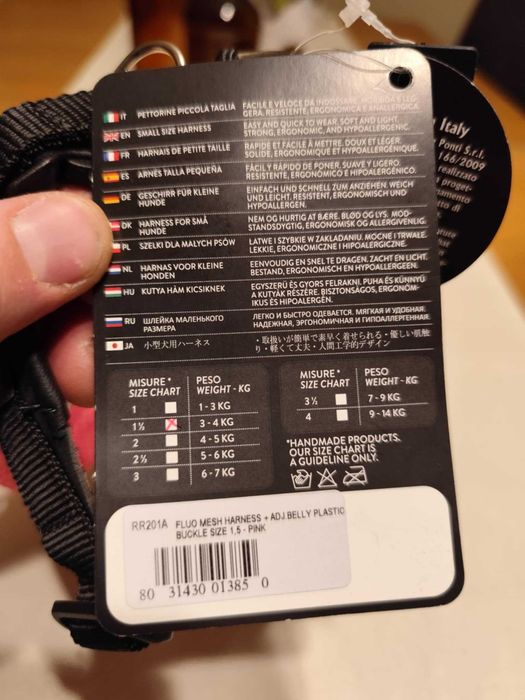 IT PETTORINE PICCOLA TAGLIA
FACILE E VELOCE DA INDOSSARE. MORBIDA E LEG-
GERA. RESISTENTE, ERGONOMICA E ANALLERGICA.
EN SMALL SIZE HARNESS
EASY AND QUICK TO WEAR, SOFT AND LIGHT.
STRONG, ERGONOMIC, AND HYPOALLERGENIC.
FR HARNAIS DE PETITE TAILLE
RAPIDE ET FACILE À METTRE. DOUX ET LÉGER.
SOLIDE, ERGONOMIQUE ET HYPOALLERGÉNIQUE.
ES ARNÉS TALLA PEQUEÑA
FÁCIL Y RÁPIDO DE PONER, SUAVE Y LIGERO.
RESISTENTE, ERGONÓMICO E HIPOALERGÉNICO.
DE GESCHIRR FÜR KLEINE
HUNDE
EINFACH UND SCHNELL ZUM ANZIEHEN. WEICH
UND LEICHT. RESISTENT, ERGONOMISCH UND
HYPOALLERGEN.
DK HARNESS FOR SMÅ
HUNDE
NEM OG HURTIG AT BÆRE. BLØD OG LYS. MOD-
STANDSDYGTIG, ERGONOMISK OG ALLERGIVENLIG.
PL SZELKI DLA MAŁYCH PSÓW
ŁATWE I SZYBKIE W ZAKŁADANIU. MOCNE I TRWAŁE.
LEKKIE, ERGONOMICZNE I HIPOALERGICZNE.
NL HARNAS VOOR KLEINE
HONDEN
EENVOUDIG EN SNEL TE DRAGEN. ZACHT EN LICHT.
BESTAND, ERGONOMISCH EN HYPOALLERGEEN.
HU KUTYA HÁM KICSIKNEK
EGYSZERŰ ÉS GYORS FELRAKNI. PUHA ÉS KÖNNYŰ
A KUTYÁK RÉSZÉRE. BIZTONSÁGOS, ERGONÓM-
IKUS ÉS HIPOALERGÉN.
RU ШЛЕЙКА МАЛЕНЬКОГО
РАЗМЕРА
ЛЕГКО И БЫСТРО ОДЕВАЕТСЯ. МЯГКАЯ И УДОБНАЯ.
НАДЕЖНАЯ, ЭРГОНОМИЧНАЯ И ГИПОАЛЛЕРГЕННАЯ.
JA 小型犬用ハーネス
・取扱いが簡単で素早く着せられる・優しい肌触
り・軽くて丈夫・人間工学的デザイン
MISURE *
SIZE CHART
PESO
WEIGHT - KG
1 1 - 3 KG
1½ 3 - 4 KG
2 4 - 5 KG
2½ 5 - 6 KG
3 6 - 7 KG
MISURE *
SIZE CHART
PESO
WEIGHT - KG
3½ 7 - 9 KG
4 9 - 14 KG
*HANDMADE PRODUCTS.
OUR SIZE CHART IS
A GUIDELINE ONLY.
RR201A FLUO MESH HARNESS + ADJ.BELLY PLASTIC
BUCKLE SIZE 1,5 - PINK
80 31430 01385 0
Italy
Ponti S.r.l.
166/2009
realizzato